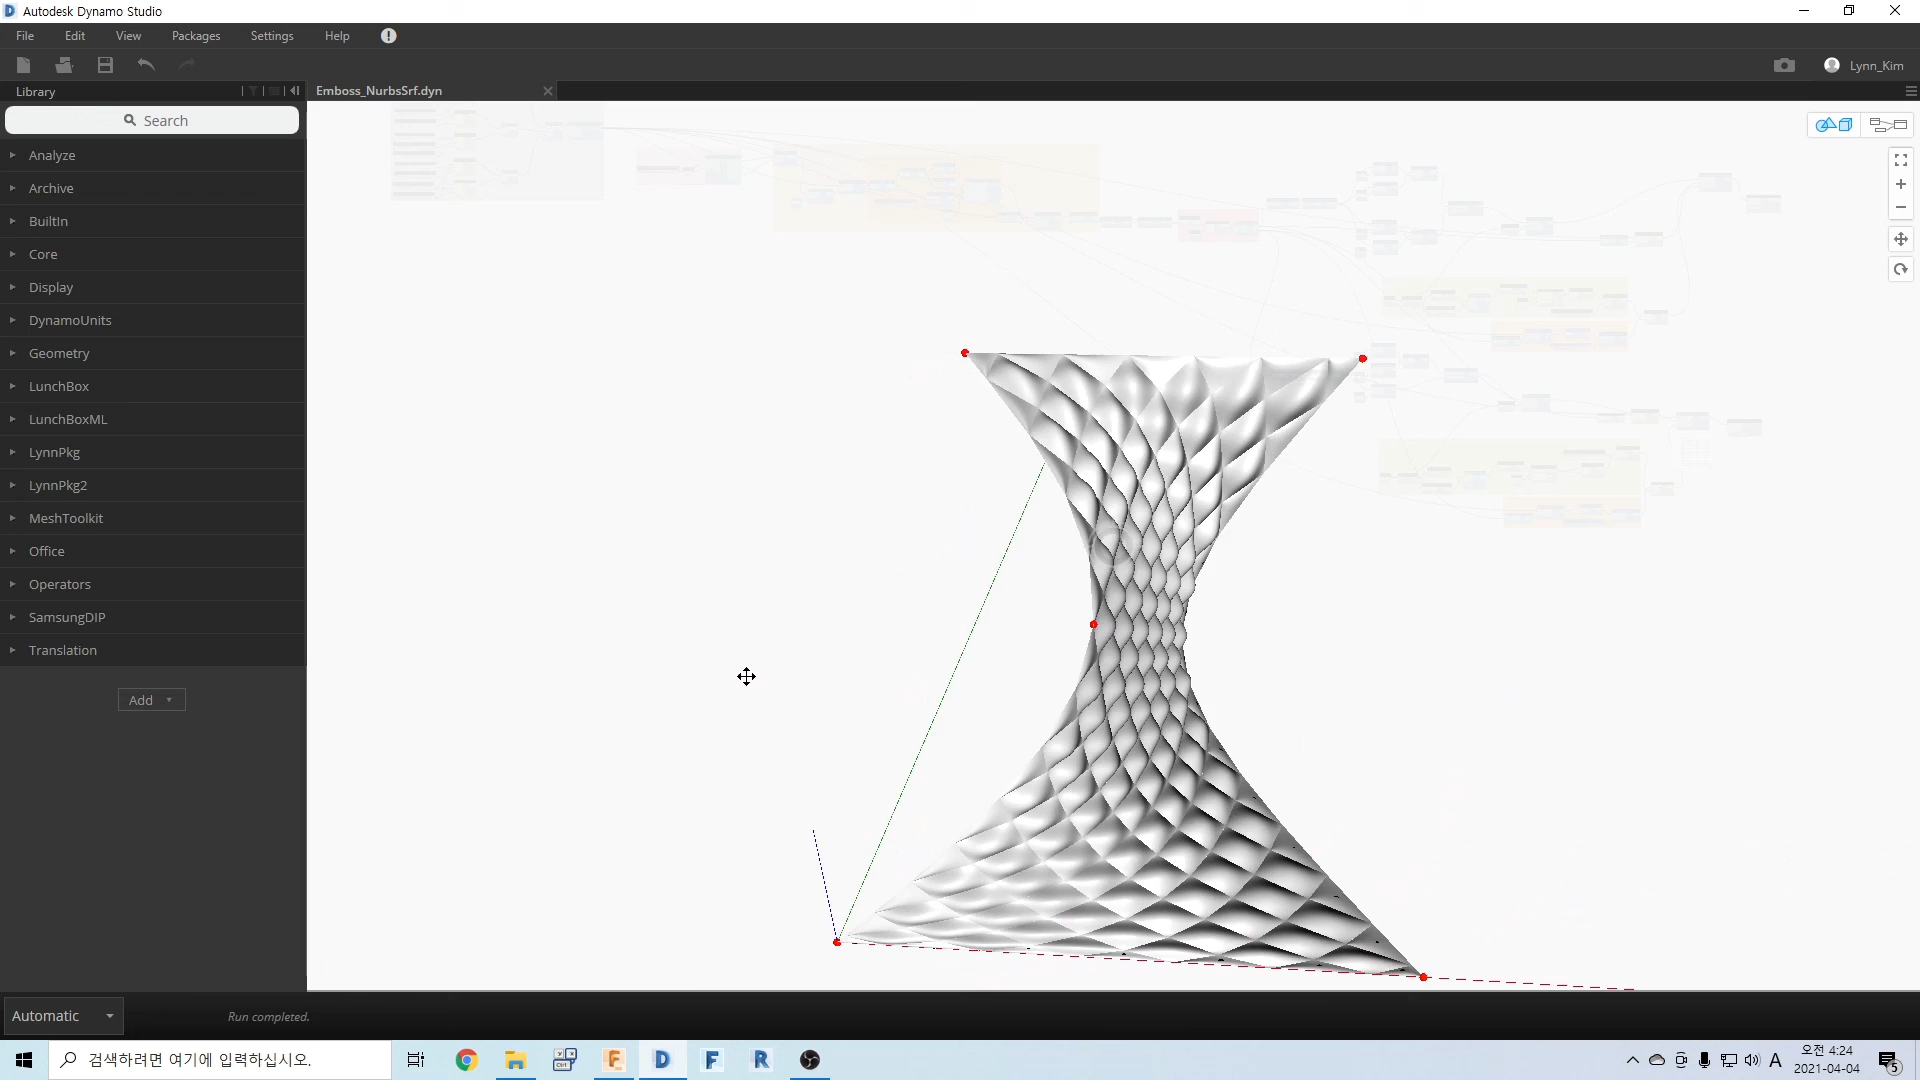 Autodesk Dynamo Studio
File Edit View Packages Settings Help
Lynn_Kim
Library
Emboss_NurbsSrf.dyn
Search
Analyze
Archive
BuiltIn
Core
Display
DynamoUnits
Geometry
LunchBox
LunchBoxML
LynnPkg
LynnPkg2
MeshToolkit
Office
Operators
SamsungDIP
Translation
Add
Automatic
Run completed.
검색하려면 여기에 입력하십시오.
A
오전 4:24
2021-04-04
5